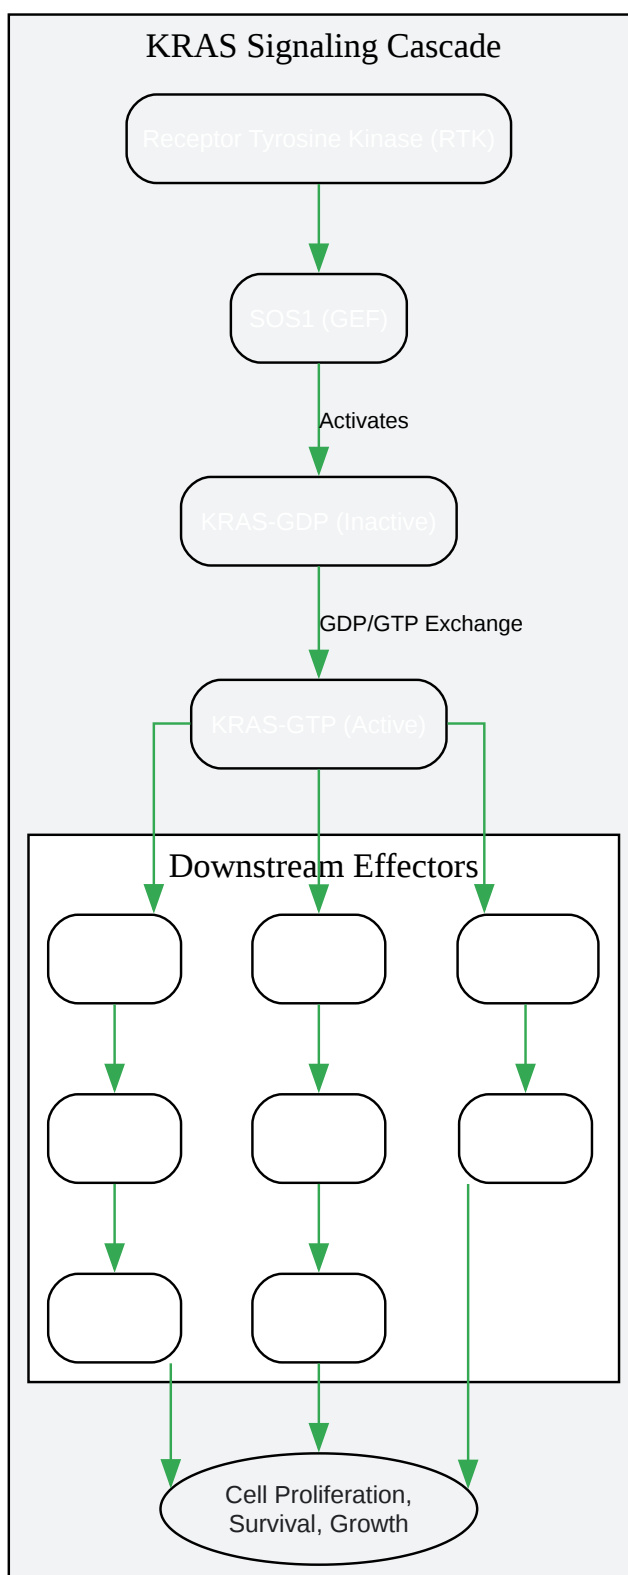 KRAS Signaling Cascade
Receptor Tyrosine Kinase (RTK)
SOS1 (GEF)
Activates
KRAS-GDP (Inactive)
GDP/GTP Exchange
KRAS-GTP (Active)
Downstream Effectors
Cell Proliferation,
Survival, Growth